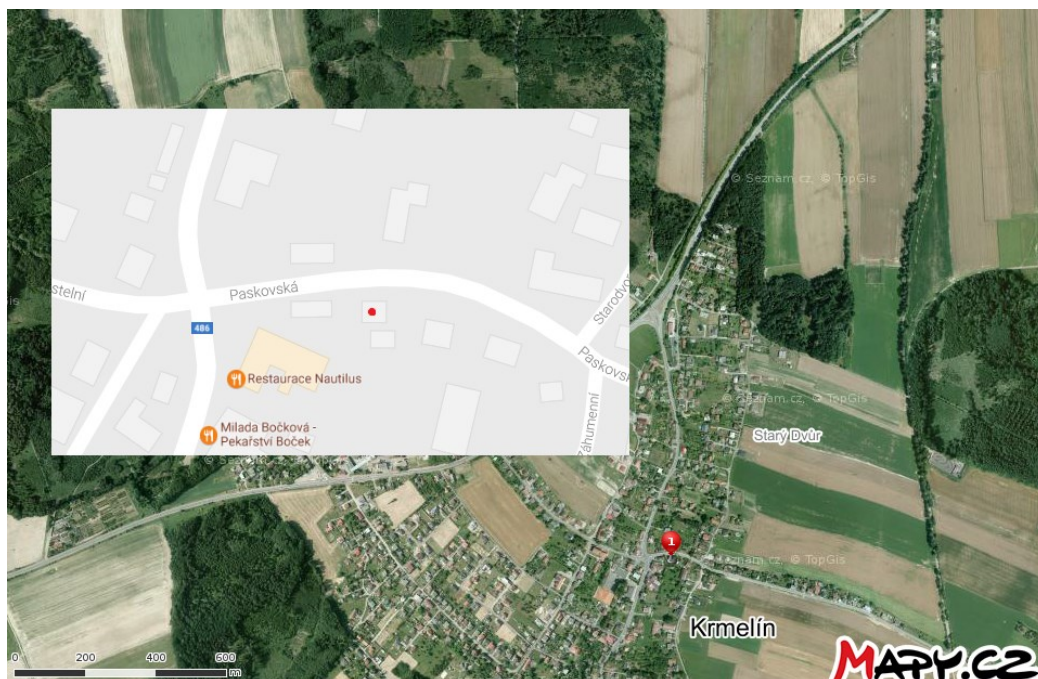 © Seznam.cz, © TopGis
stelní
Paskovská
Starodvo
486
Paskovsk
Restaurace Nautilus
Záhumenní
Milada Bočková -
Pekařství Boček
© Seznam.cz, © TopGis
Starý Dvůr
1
Seznam.cz, © TopGis
Krmelín
0 200 400 600
m
MAPY.CZ